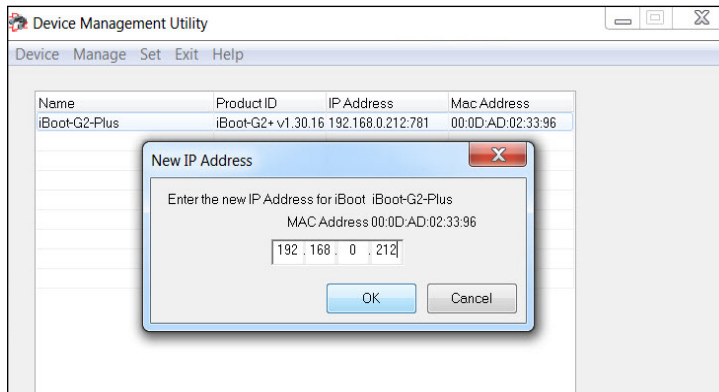 Device Management Utility
Device Manage Set Exit Help
Name Product ID IP Address Mac Address
iBoot-G2-Plus iBoot-G2+ v1.30.16 192.168.0.212:781 00:0D:AD:02:33:96
New IP Address
Enter the new IP Address for iBoot iBoot-G2-Plus
MAC Address 00:0D:AD:02:33:96
192 . 168 . 0 . 212
OK Cancel